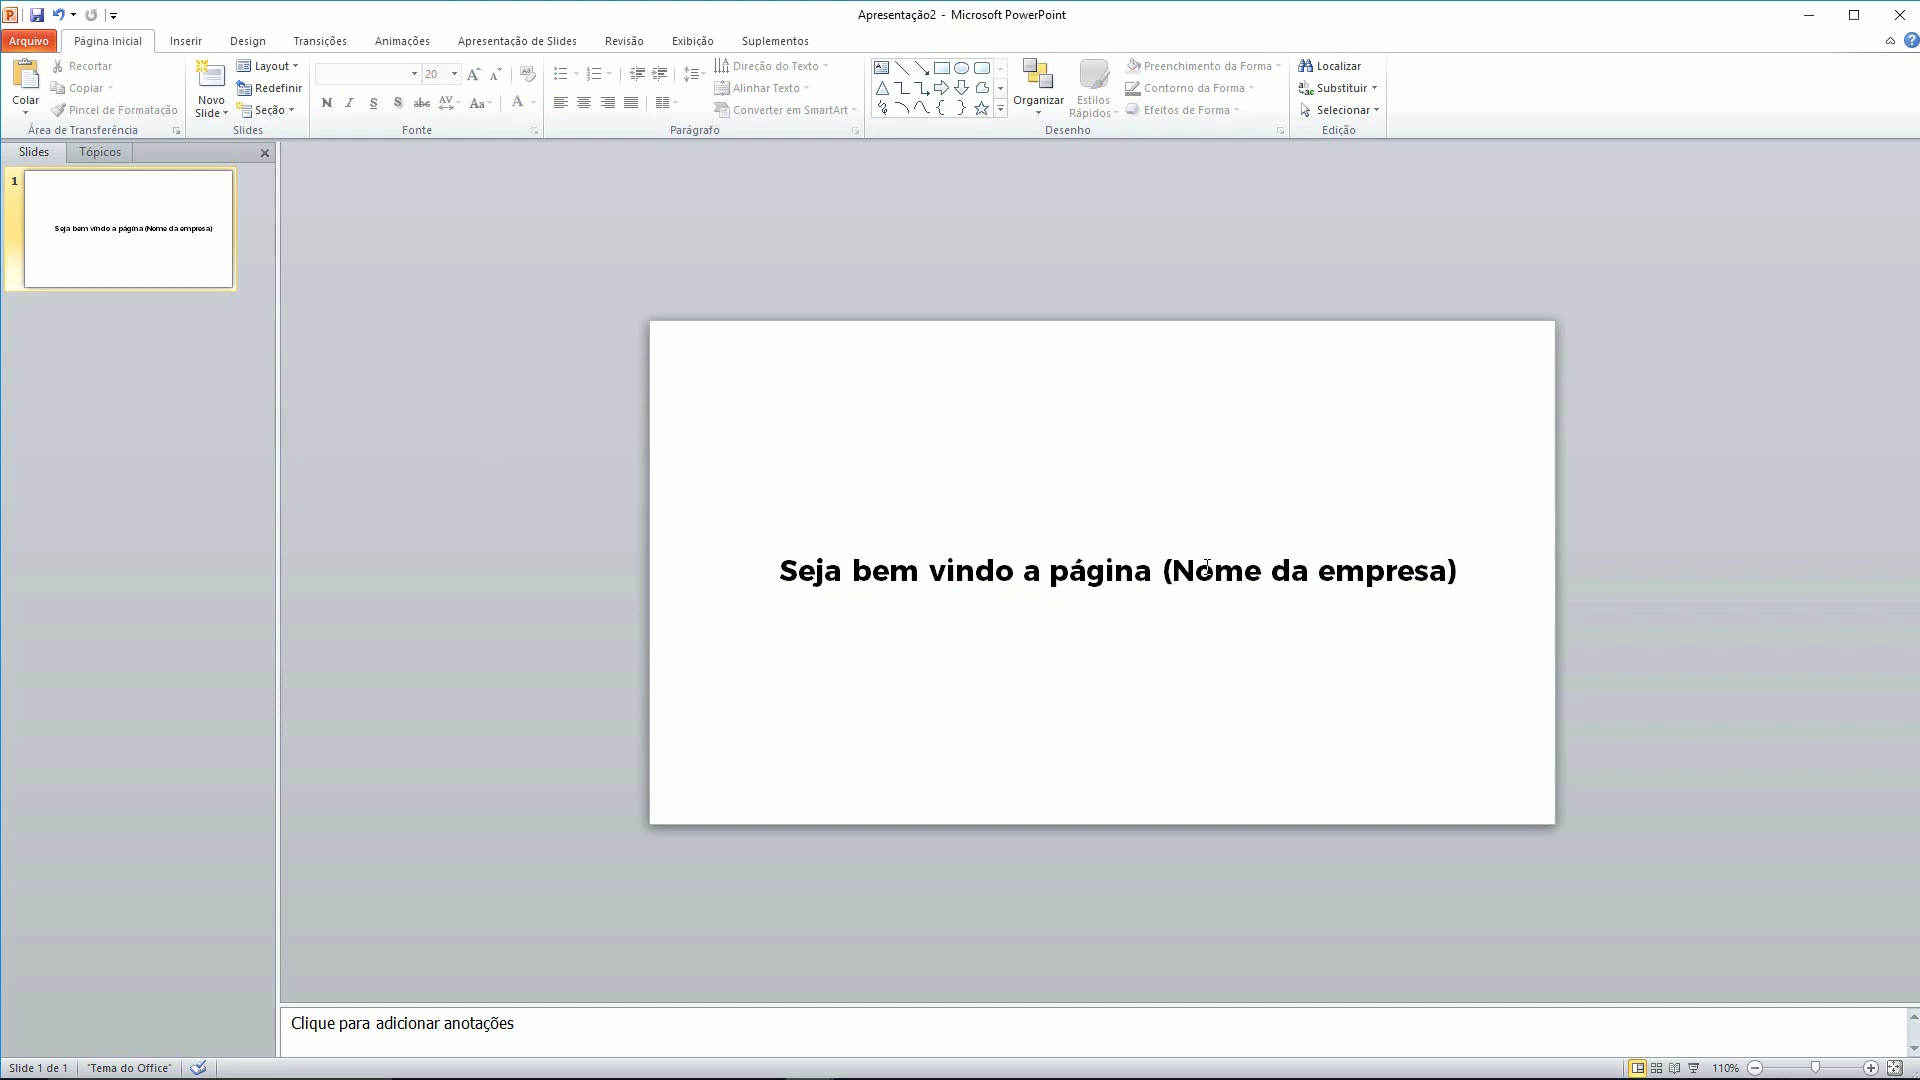 Apresentação2 - Microsoft PowerPoint
Arquivo Página Inicial Inserir Design Transições Animações Apresentação de Slides Revisão Exibição Suplementos
Colar
Recortar
Copiar
Pincel de Formatação
Área de Transferência
Novo
Slide
Layout
Redefinir
Seção
Slides
20
N I S S abc AV Aa A
Fonte
Direção do Texto
Alinhar Texto
Converter em SmartArt
Parágrafo
Organizar
Estilos
Rápidos
Preenchimento da Forma
Contorno da Forma
Efeitos de Forma
Desenho
Localizar
Substituir
Selecionar
Edição
Slides Tópicos
1
Seja bem vindo a página (Nome da empresa)
Seja bem vindo a página (Nome da empresa)
Clique para adicionar anotações
Slide 1 de 1 "Tema do Office" 110%